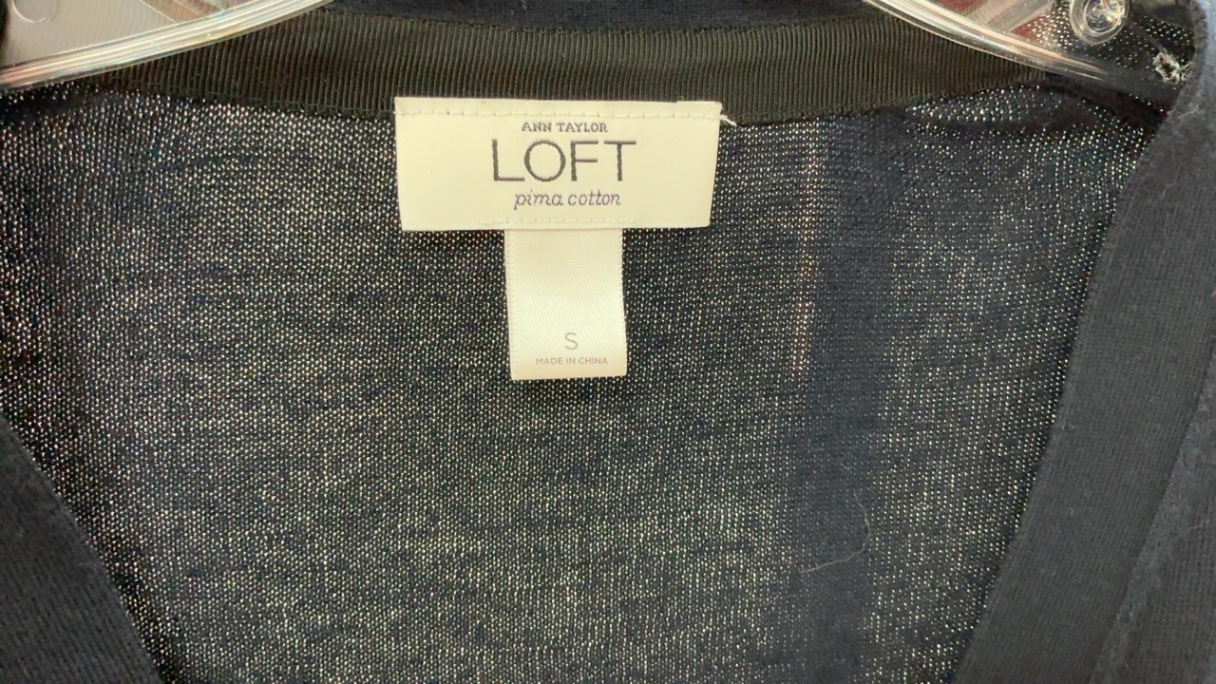 ANN TAYLOR
LOFT
pima cotton
S
MADE IN CHINA